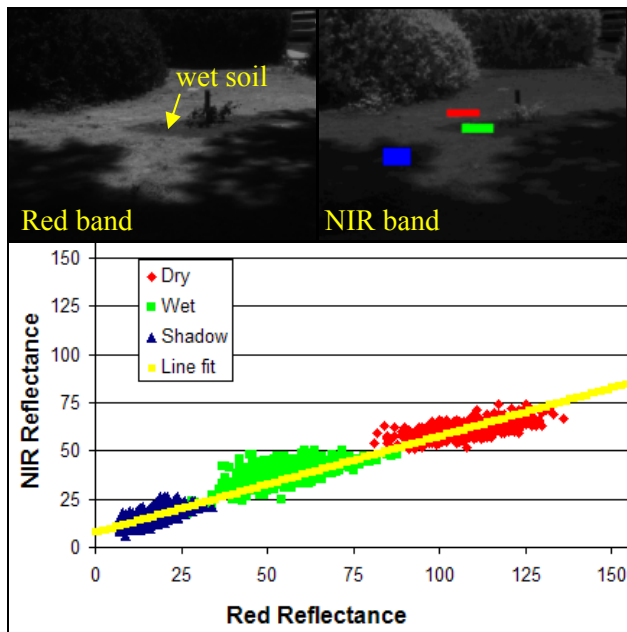 wet soil
Red band
NIR band
150
125
100
75
50
25
0
NIR Reflectance
Dry
Wet
Shadow
Line fit
0 25 50 75 100 125 150
Red Reflectance